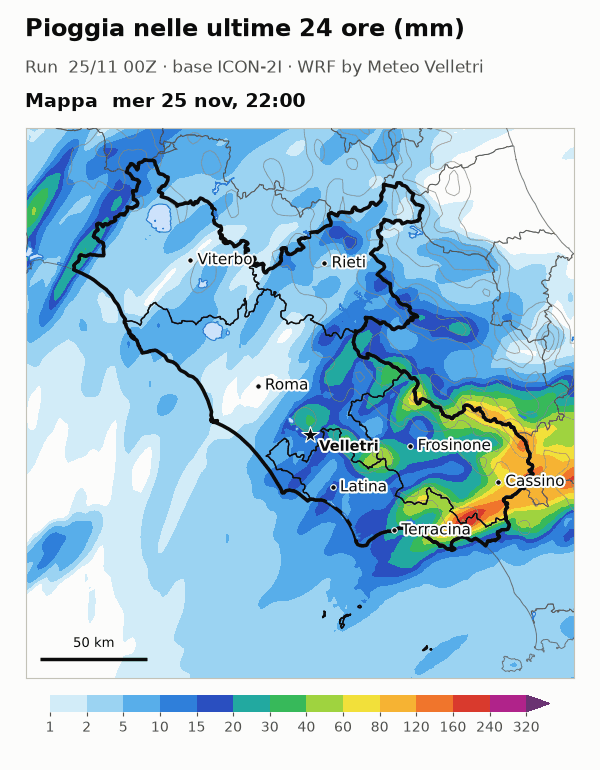 Pioggia nelle ultime 24 ore (mm)
Run  25/11 00Z · base ICON-2I · WRF by Meteo Velletri
Mappa  mer 25 nov, 22:00
Viterbo
Rieti
Roma
Velletri
Frosinone
Latina
Cassino
Terracina
50 km
1 2 5 10 15 20 30 40 60 80 120 160 240 320